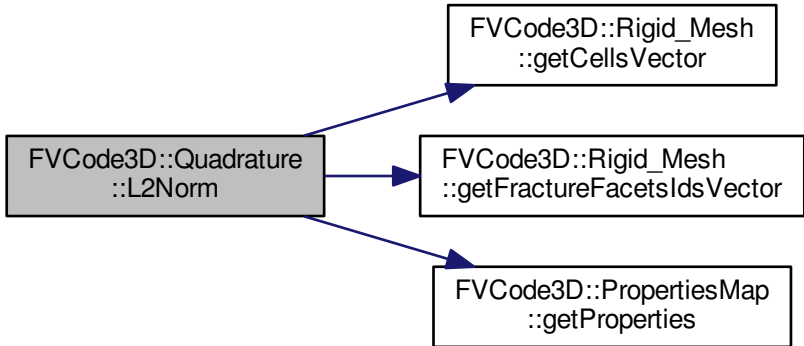 FVCode3D::Rigid_Mesh
::getCellsVector
FVCode3D::Quadrature
::L2Norm
FVCode3D::Rigid_Mesh
::getFractureFacetsIdsVector
FVCode3D::PropertiesMap
::getProperties